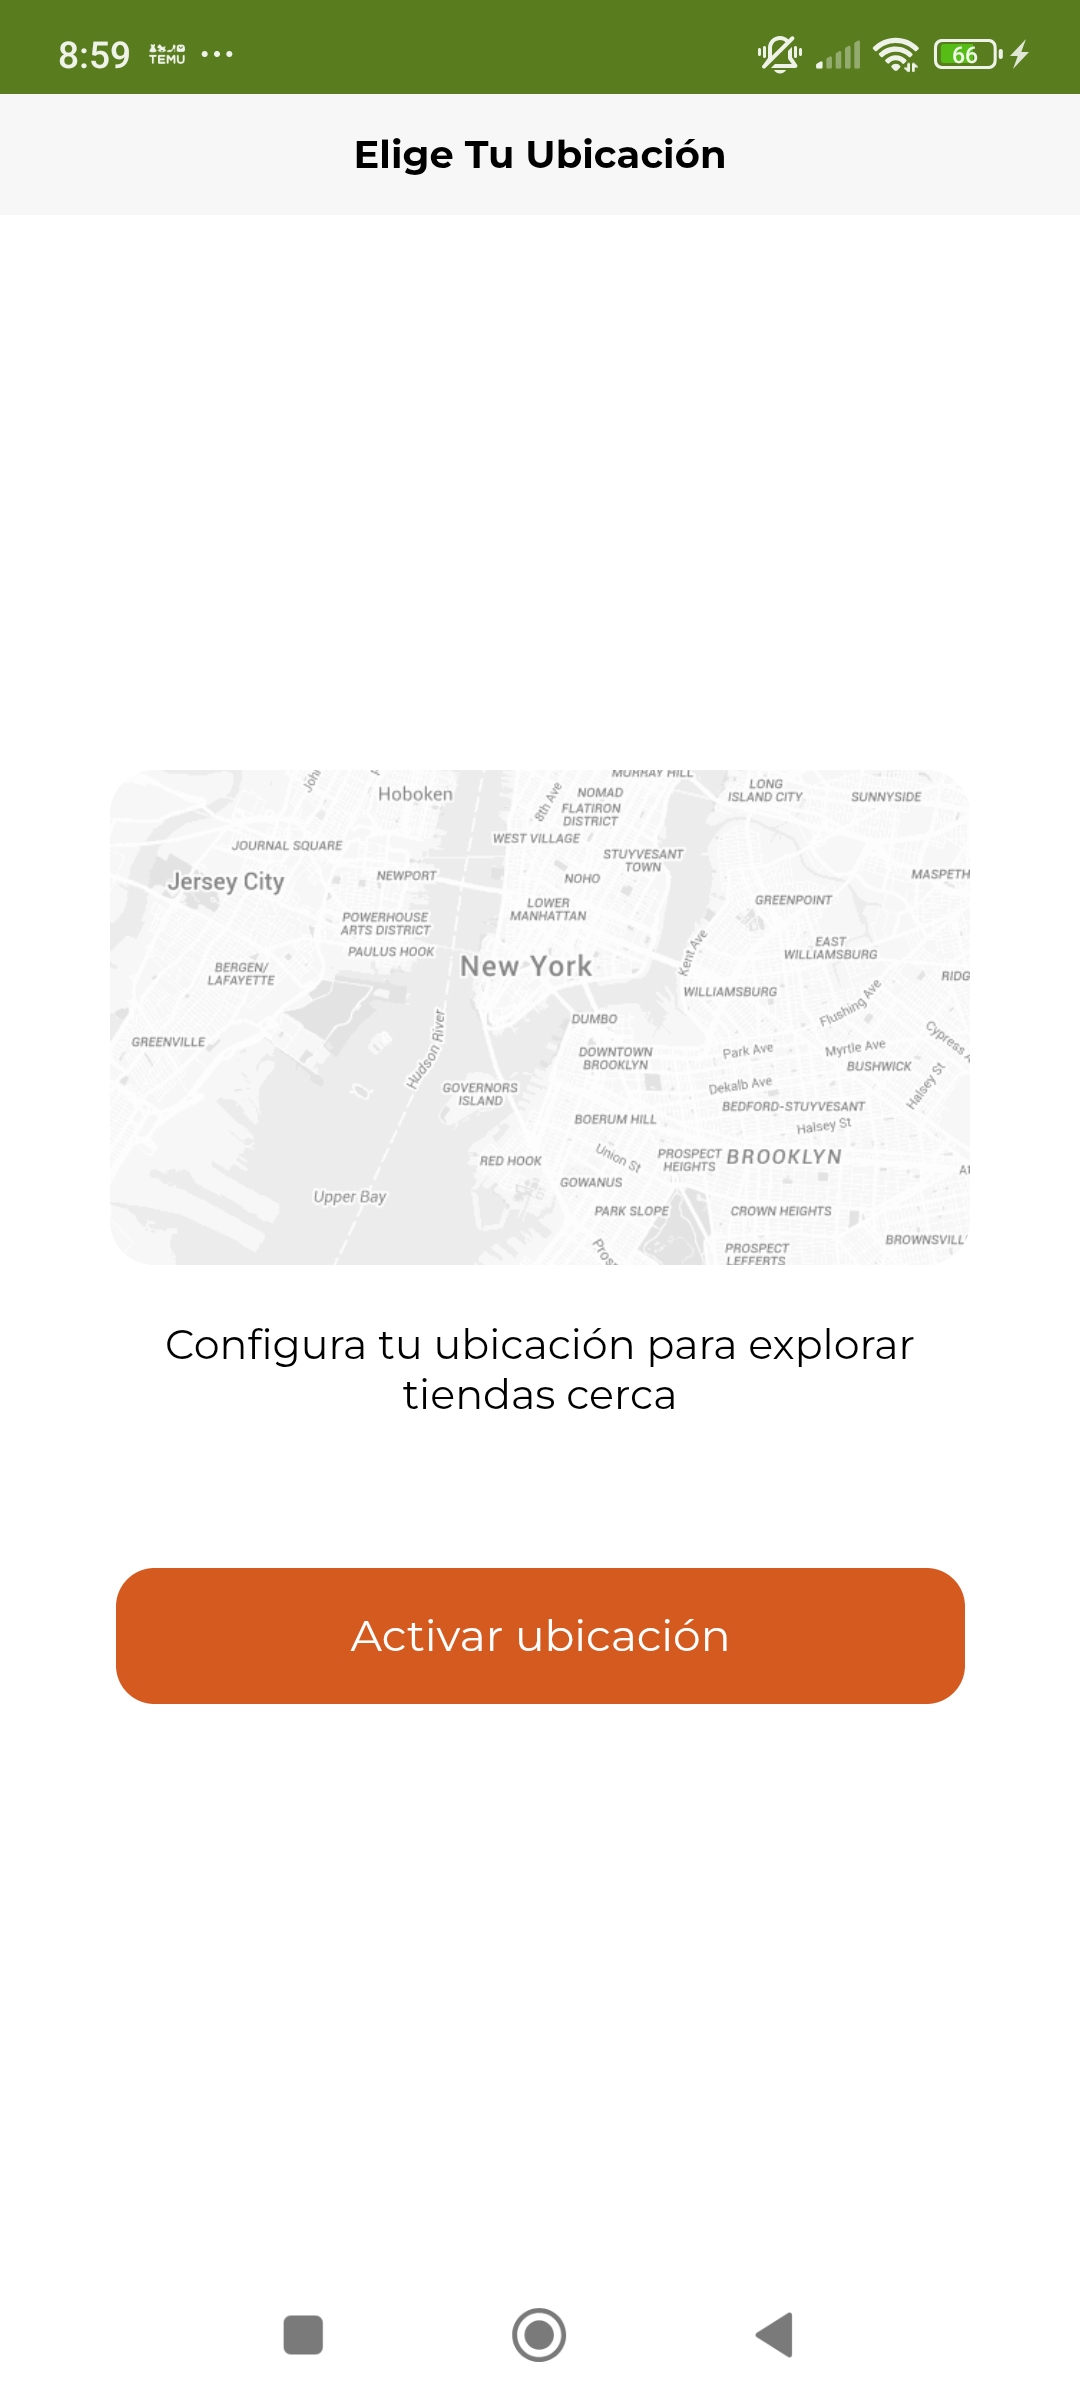 8:59 TEMU ... 66
Elige Tu Ubicación
MURRAY HILL
LONG
ISLAND CITY
SUNNYSIDE
Hoboken
8th Ave
NOMAD
FLATIRON
DISTRICT
WEST VILLAGE
JOURNAL SQUARE
STUYVESANT
TOWN
Jersey City
NEWPORT
NOHO
MASPETH
LOWER
MANHATTAN
GREENPOINT
POWERHOUSE
ARTS DISTRICT
PAULUS HOOK
Kent Ave
EAST
WILLIAMSBURG
BERGEN/
LAFAYETTE
New York
RIDG
WILLIAMSBURG
Flushing Ave
GREENVILLE
Hudson River
DUMBO
Cypress A
DOWNTOWN
BROOKLYN
Park Ave
Myrtle Ave
BUSHWICK
GOVERNORS
ISLAND
Dekalb Ave
Halsey St
BEDFORD-STUYVESANT
BOERUM HILL
Halsey St
RED HOOK
Union St
PROSPECT
HEIGHTS
BROOKLYN
GOWANUS
Upper Bay
PARK SLOPE
CROWN HEIGHTS
PROSPECT
LEFFERTS
BROWNSVILL
Configura tu ubicación para explorar
tiendas cerca
Activar ubicación